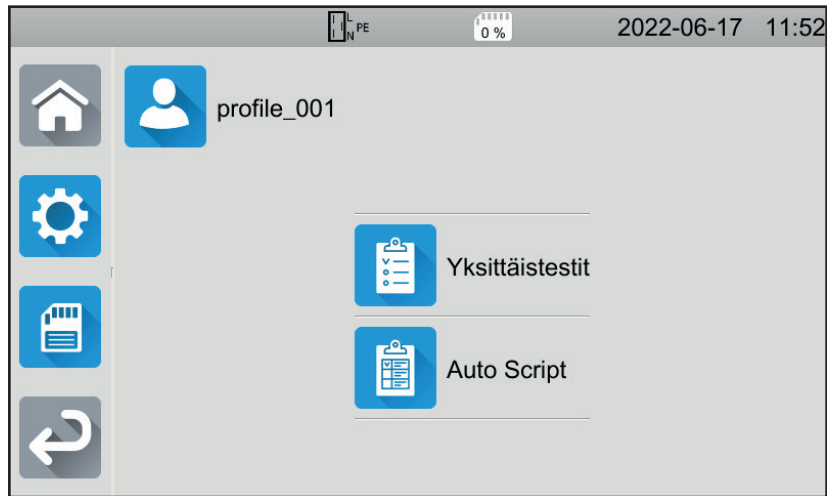 L
N PE
0 %
2022-06-17 11:52
profile_001
Yksittäistestit
Auto Script